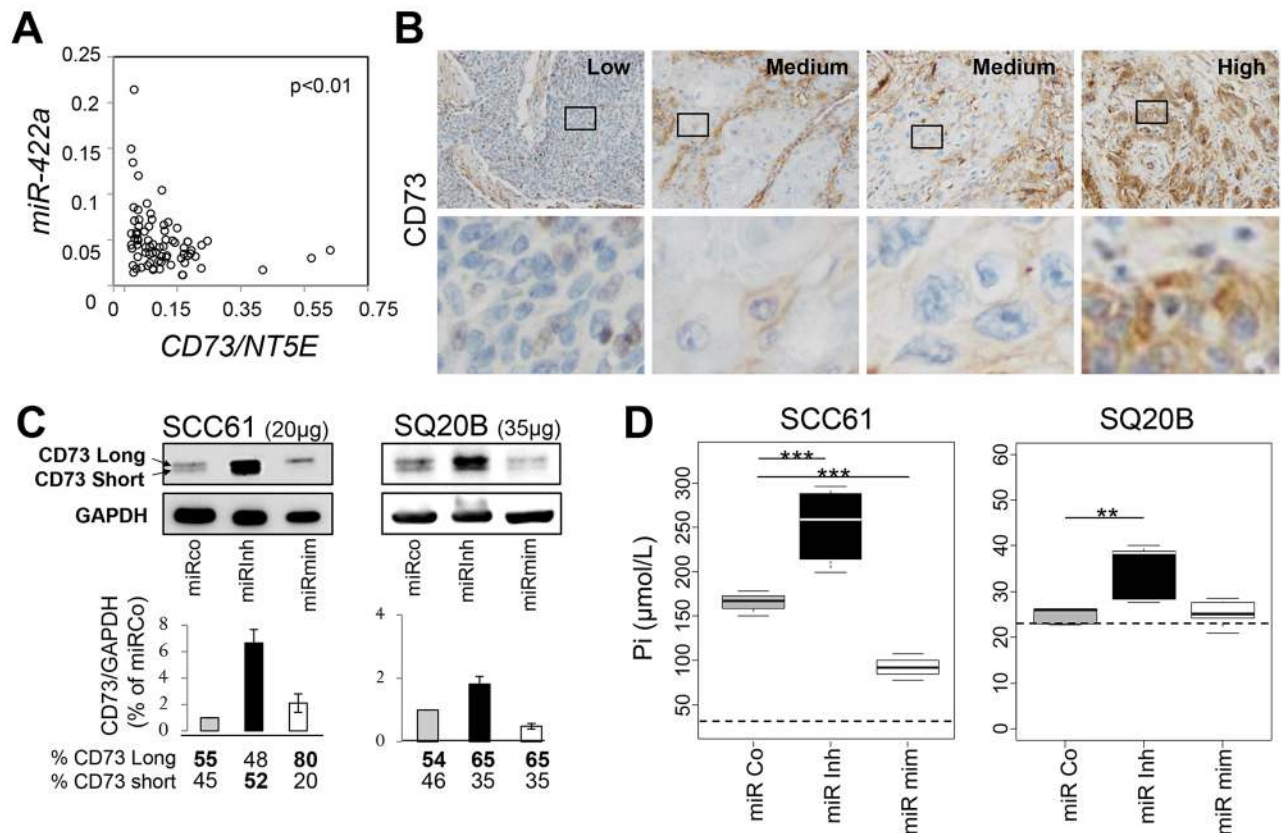 A
0.25
0.2
0.15
0.1
0.05
0
miR-422a
p<0.01
0 0.15 0.35 0.55 0.75
CD73/NT5E
B
CD73
Low
Medium
Medium
High
C
SCC61 (20µg)
SQ20B (35µg)
CD73 Long
CD73 Short
GAPDH
miRco
miRInh
miRmim
miRco
miRInh
miRmim
CD73/GAPDH
(% of miRCo)
8
6
4
2
0
4
2
0
% CD73 Long 55 48 80 54 65 65
% CD73 short 45 52 20 46 35 35
D
SCC61
SQ20B
Pi (µmol/L)
300
250
200
150
100
50
***
***
miR Co
miR Inh
miR mim
60
50
40
30
20
10
0
**
miR Co
miR Inh
miR mim